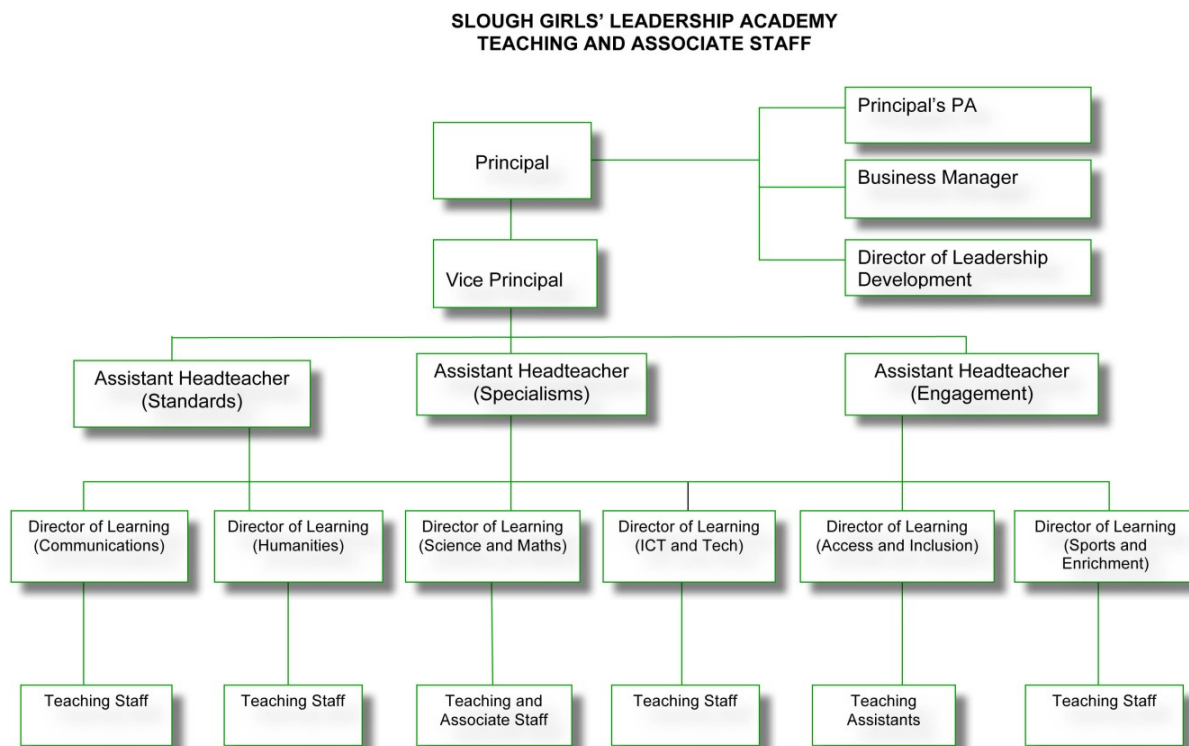 SLOUGH GIRLS’ LEADERSHIP ACADEMY
TEACHING AND ASSOCIATE STAFF
Principal’s PA
Principal
Business Manager
Director of Leadership
Development
Vice Principal
Assistant Headteacher
(Standards)
Assistant Headteacher
(Specialisms)
Assistant Headteacher
(Engagement)
Director of Learning
(Communications)
Director of Learning
(Humanities)
Director of Learning
(Science and Maths)
Director of Learning
(ICT and Tech)
Director of Learning
(Access and Inclusion)
Director of Learning
(Sports and
Enrichment)
Teaching Staff
Teaching Staff
Teaching and
Associate Staff
Teaching Staff
Teaching
Assistants
Teaching Staff